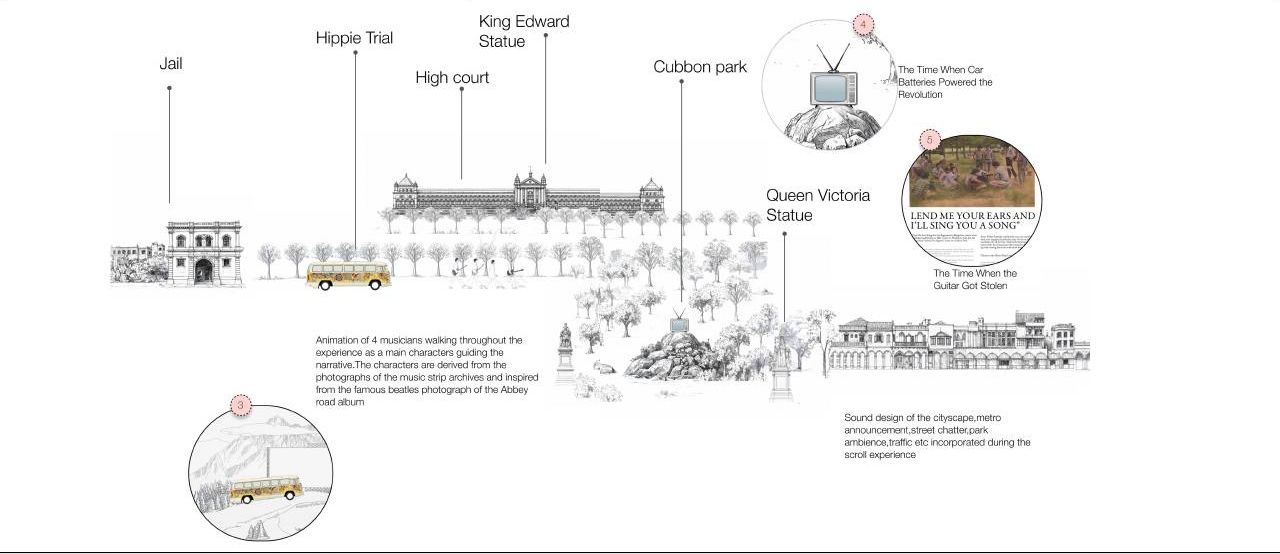 King Edward
Statue
Hippie Trial
Jail
High court
Cubbon park
4
The Time When Car
Batteries Powered the
Revolution
5
LEND ME YOUR EARS AND
I'LL SING YOU A SONG"
The Time When the
Guitar Got Stolen
Queen Victoria
Statue
Animation of 4 musicians walking throughout the
experience as a main characters guiding the
narrative.The characters are derived from the
photographs of the music strip archives and inspired
from the famous beatles photograph of the Abbey
road album
3
Sound design of the cityscape,metro
announcement,street chatter,park
ambience,traffic etc incorporated during the
scroll experience